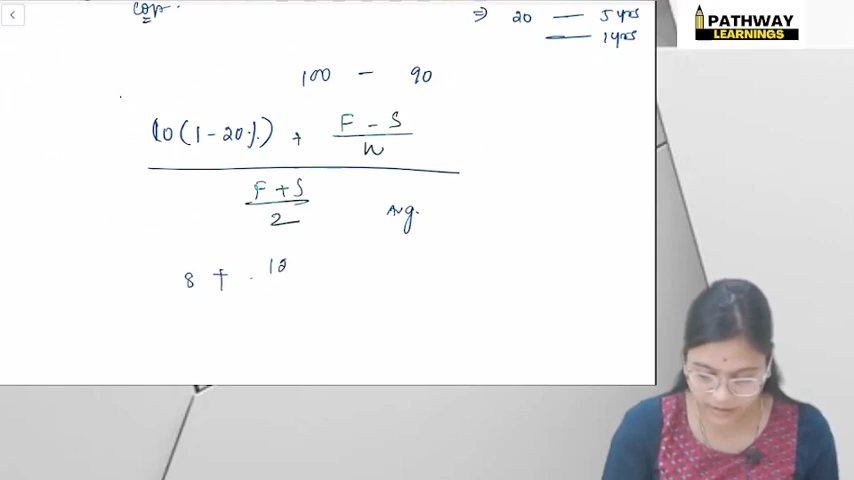 Cop.
⇒ 20 — 5 yrs
— 1 yrs
100 - 90
10(1-20%) + F - S / n
F + S / 2
Avg.
8 + 10
PATHWAY
LEARNINGS